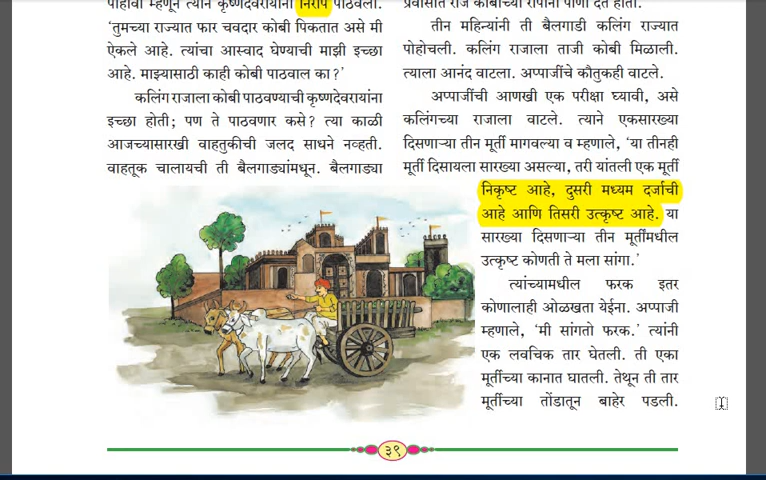 पाहावी म्हणून त्याने कृष्णदेवरायांना निरोप पाठवला.
'तुमच्या राज्यात फार चवदार कोबी पिकतात असे मी
ऐकले आहे. त्यांचा आस्वाद घेण्याची माझी इच्छा
आहे. माझ्यासाठी काही कोबी पाठवाल का ?'
कलिंग राजाला कोबी पाठवण्याची कृष्णदेवरायांना
इच्छा होती; पण ते पाठवणार कसे ? त्या काळी
आजच्यासारखी वाहतुकीची जलद साधने नव्हती.
वाहतूक चालायची ती बैलगाड्यांमधून. बैलगाड्या
प्रवासात रोज कोबीच्या रोपांना पाणी देत होता.
तीन महिन्यांनी ती बैलगाडी कलिंग राज्यात
पोहोचली. कलिंग राजाला ताजी कोबी मिळाली.
त्याला आनंद वाटला. अप्पाजींचे कौतुकही वाटले.
अप्पाजींची आणखी एक परीक्षा घ्यावी, असे
कलिंगच्या राजाला वाटले. त्याने एकसारख्या
दिसणाऱ्या तीन मूर्ती मागवल्या व म्हणाले, 'या तीनही
मूर्ती दिसायला सारख्या असल्या, तरी यांतली एक मूर्ती
निकृष्ट आहे, दुसरी मध्यम दर्जाची
आहे आणि तिसरी उत्कृष्ट आहे. या
सारख्या दिसणाऱ्या तीन मूर्तींमधील
उत्कृष्ट कोणती ते मला सांगा.'
त्यांच्यामधील फरक इतर
कोणालाही ओळखता येईना. अप्पाजी
म्हणाले, 'मी सांगतो फरक.' त्यांनी
एक लवचिक तार घेतली. ती एका
मूर्तीच्या कानात घातली. तेथून ती तार
मूर्तीच्या तोंडातून बाहेर पडली.
३९